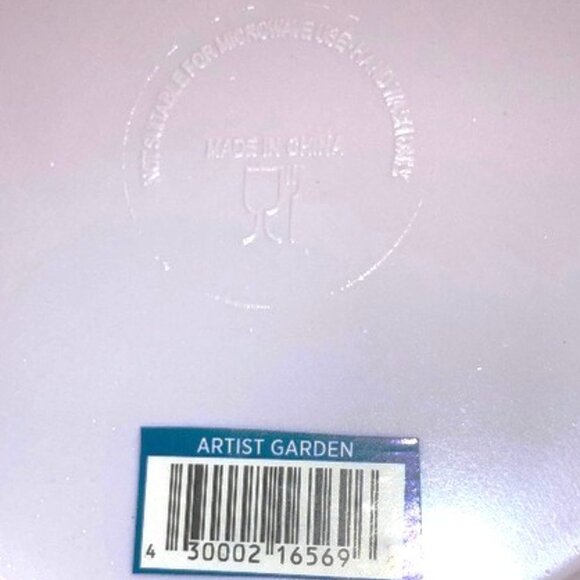 NOT SUITABLE FOR MICROWAVE USE·HAND WASH ONLY
MADE IN CHINA
ARTIST GARDEN
4 30002 16569